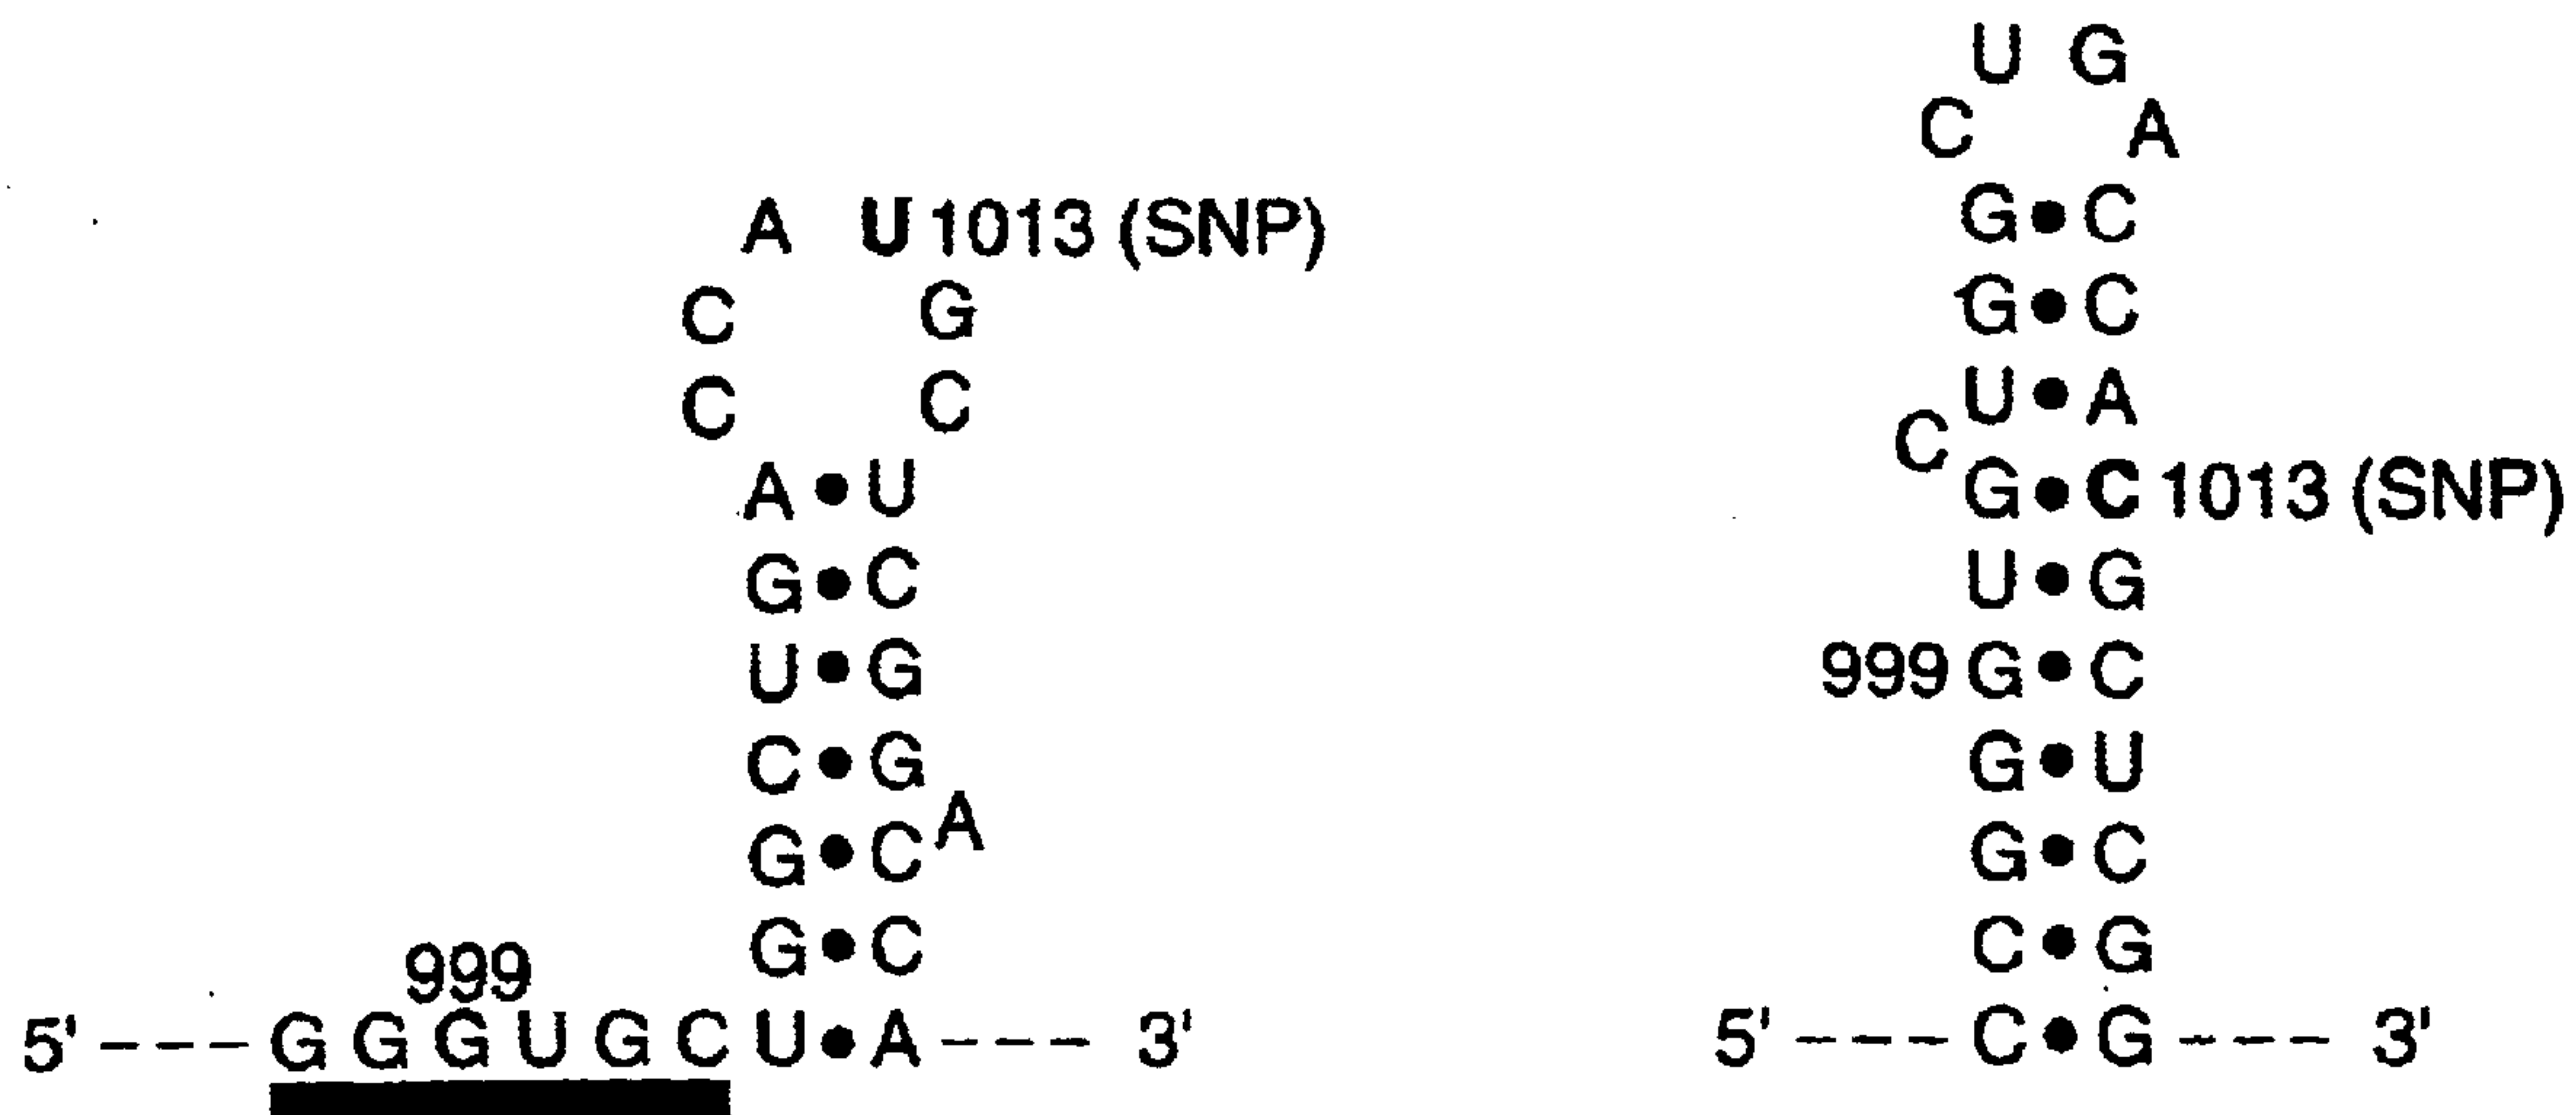 U G
C A
G • C
G • C
U • A
C
G • C 1013 (SNP)
U • G
999 G • C
G • U
G • C
C • G
5' --- C • G --- 3'
A U 1013 (SNP)
C G
C C
A • U
G • C
U • G
C • G
A
G • C
G • C
999
5' --- G G G U G C U • A --- 3'